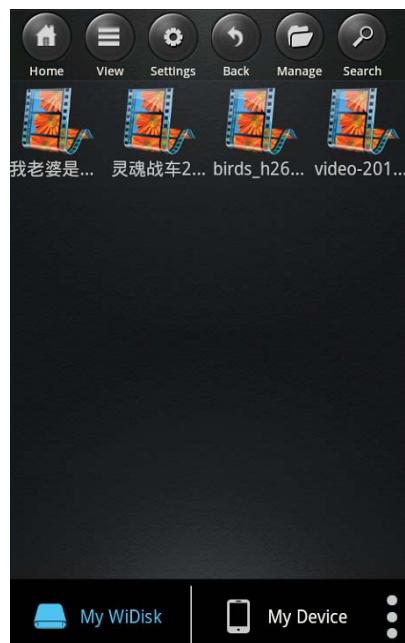 Home View Settings Back Manage Search
我老婆是... 灵魂战车2... birds_h26... video-201...
My WiDisk My Device